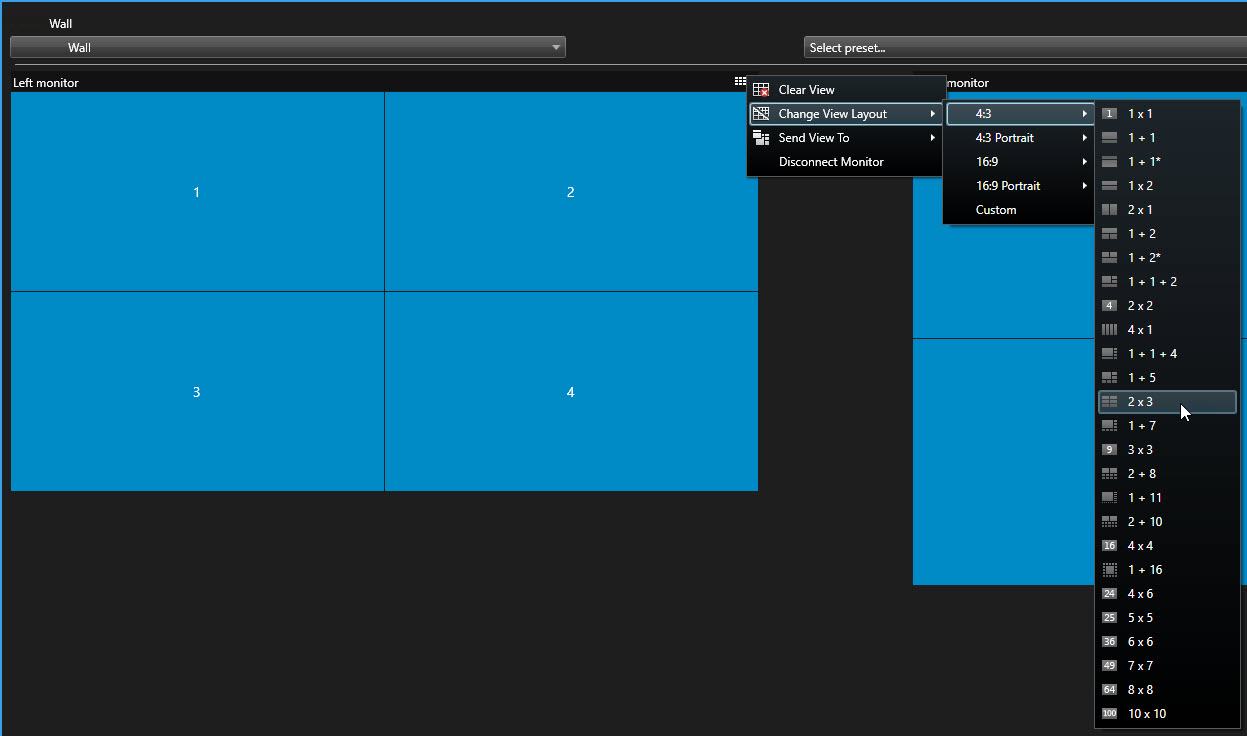 Wall
Wall
Select preset...
Left monitor
monitor
Clear View
Change View Layout
Send View To
Disconnect Monitor
4:3
4:3 Portrait
16:9
16:9 Portrait
Custom
1 1 x 1
1 + 1
1 + 1*
1 x 2
2 x 1
1 + 2
1 + 2*
1 + 1 + 2
4 2 x 2
4 x 1
1 + 1 + 4
1 + 5
2 x 3
1 + 7
9 3 x 3
2 + 8
1 + 11
2 + 10
16 4 x 4
1 + 16
24 4 x 6
25 5 x 5
36 6 x 6
49 7 x 7
64 8 x 8
100 10 x 10
1
2
3
4